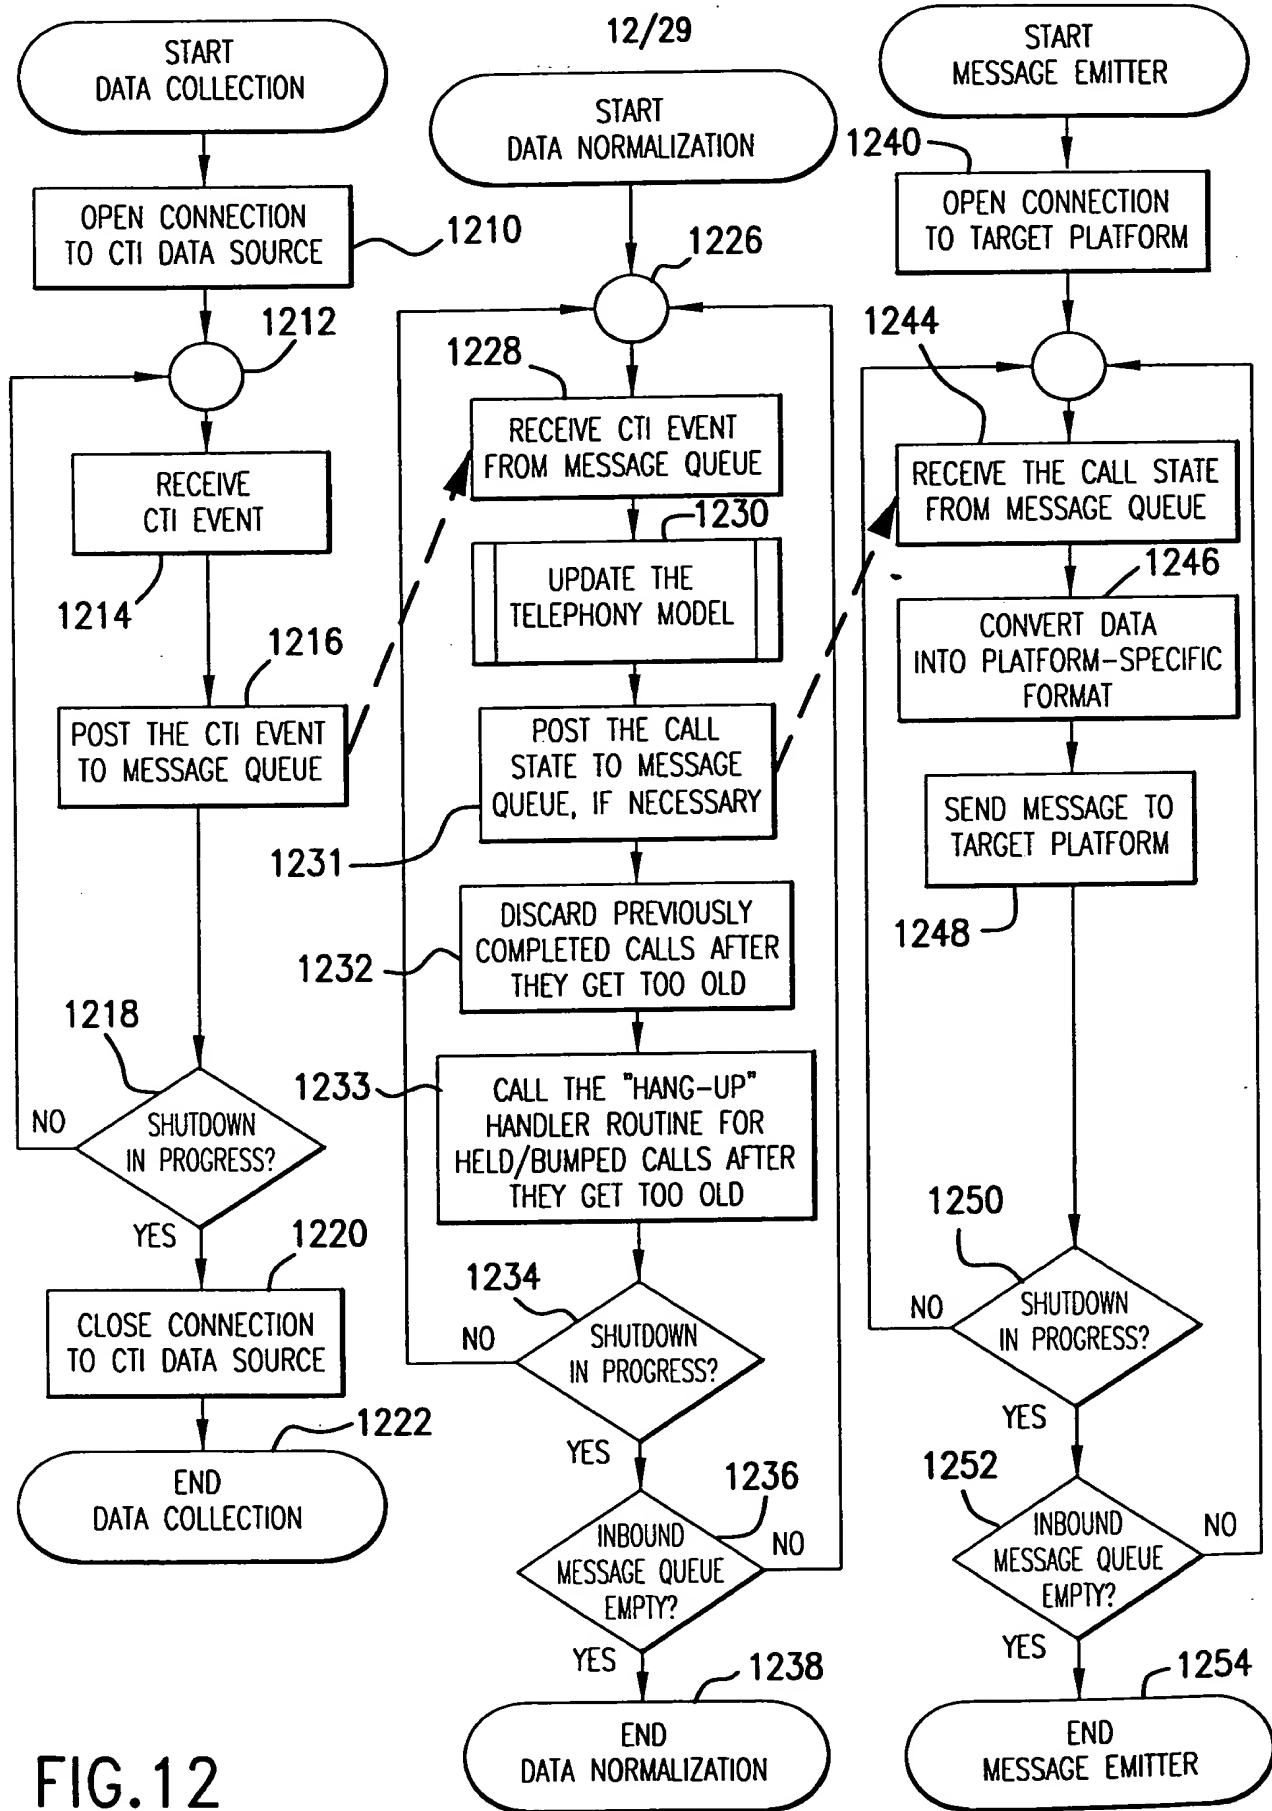 12/29
START
DATA COLLECTION
OPEN CONNECTION
TO CTI DATA SOURCE
1210
1212
RECEIVE
CTI EVENT
1214
1216
POST THE CTI EVENT
TO MESSAGE QUEUE
1218
SHUTDOWN
IN PROGRESS?
NO
YES
1220
CLOSE CONNECTION
TO CTI DATA SOURCE
1222
END
DATA COLLECTION
START
DATA NORMALIZATION
1226
1228
RECEIVE CTI EVENT
FROM MESSAGE QUEUE
1230
UPDATE THE
TELEPHONY MODEL
POST THE CALL
STATE TO MESSAGE
QUEUE, IF NECESSARY
1231
DISCARD PREVIOUSLY
COMPLETED CALLS AFTER
THEY GET TOO OLD
1232
1233
CALL THE "HANG-UP"
HANDLER ROUTINE FOR
HELD/BUMPED CALLS AFTER
THEY GET TOO OLD
1234
NO
SHUTDOWN
IN PROGRESS?
YES
1236
INBOUND
MESSAGE QUEUE
EMPTY?
NO
YES
1238
END
DATA NORMALIZATION
START
MESSAGE EMITTER
1240
OPEN CONNECTION
TO TARGET PLATFORM
1244
RECEIVE THE CALL STATE
FROM MESSAGE QUEUE
1246
CONVERT DATA
INTO PLATFORM-SPECIFIC
FORMAT
SEND MESSAGE TO
TARGET PLATFORM
1248
1250
NO
SHUTDOWN
IN PROGRESS?
YES
1252
INBOUND
MESSAGE QUEUE
EMPTY?
NO
YES
1254
END
MESSAGE EMITTER
FIG.12